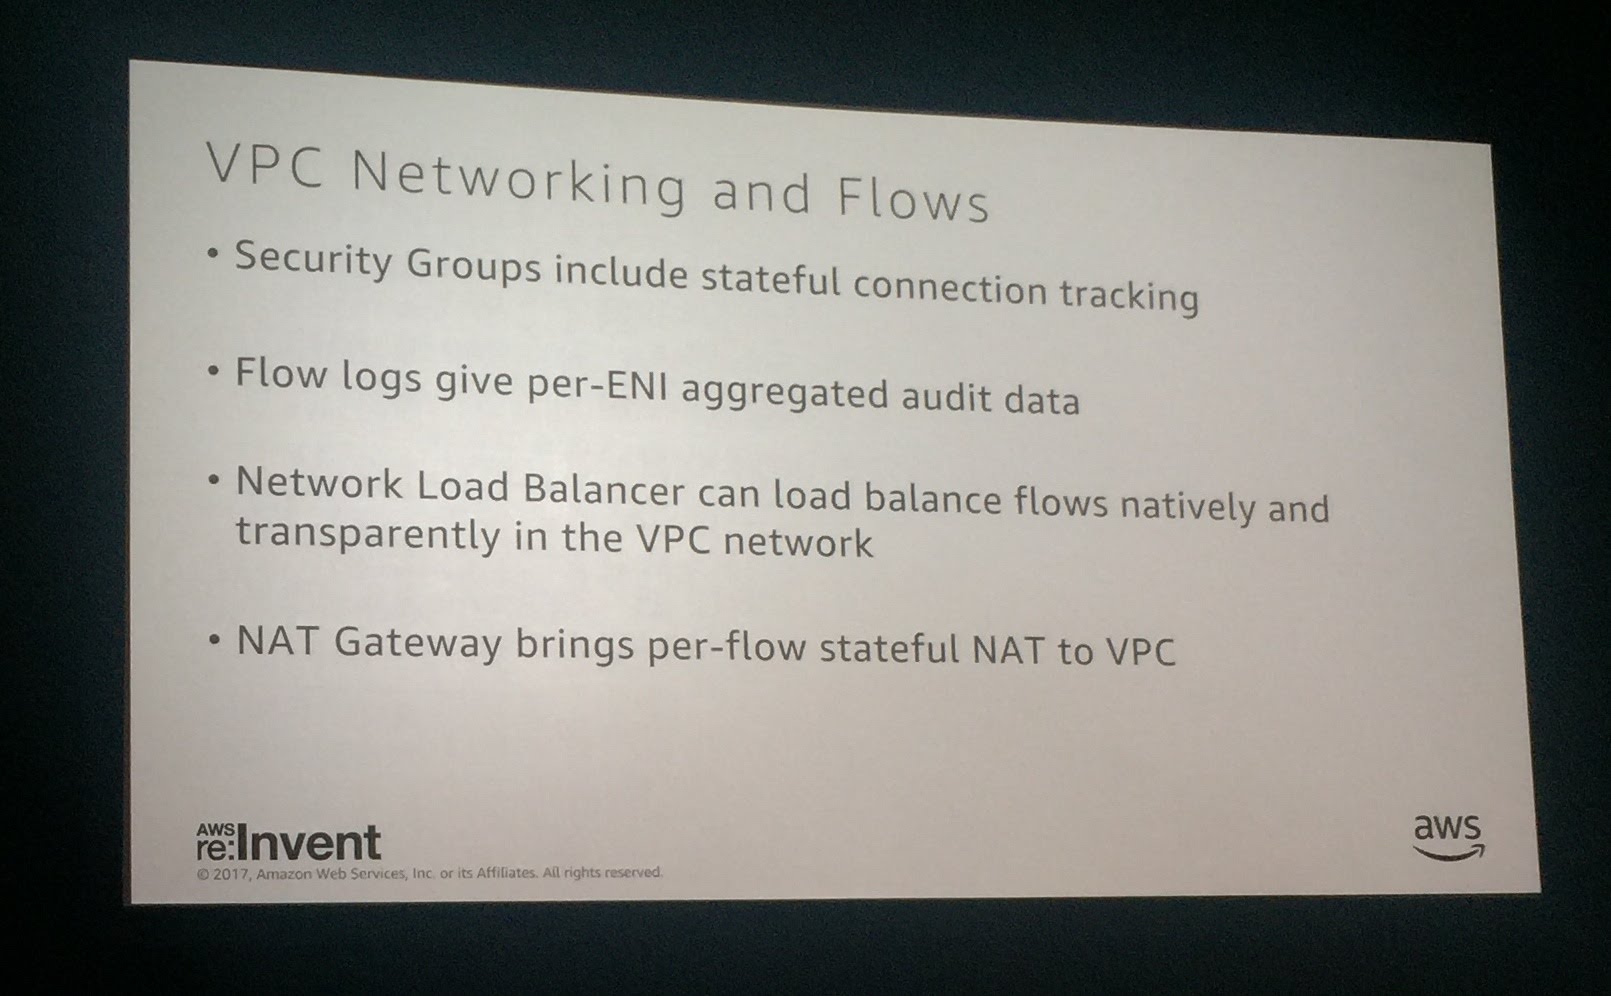 VPC Networking and Flows
• Security Groups include stateful connection tracking
• Flow logs give per-ENI aggregated audit data
• Network Load Balancer can load balance flows natively and
transparently in the VPC network
• NAT Gateway brings per-flow stateful NAT to VPC
AWS
re:Invent
© 2017, Amazon Web Services, Inc. or its Affiliates. All rights reserved.
aws